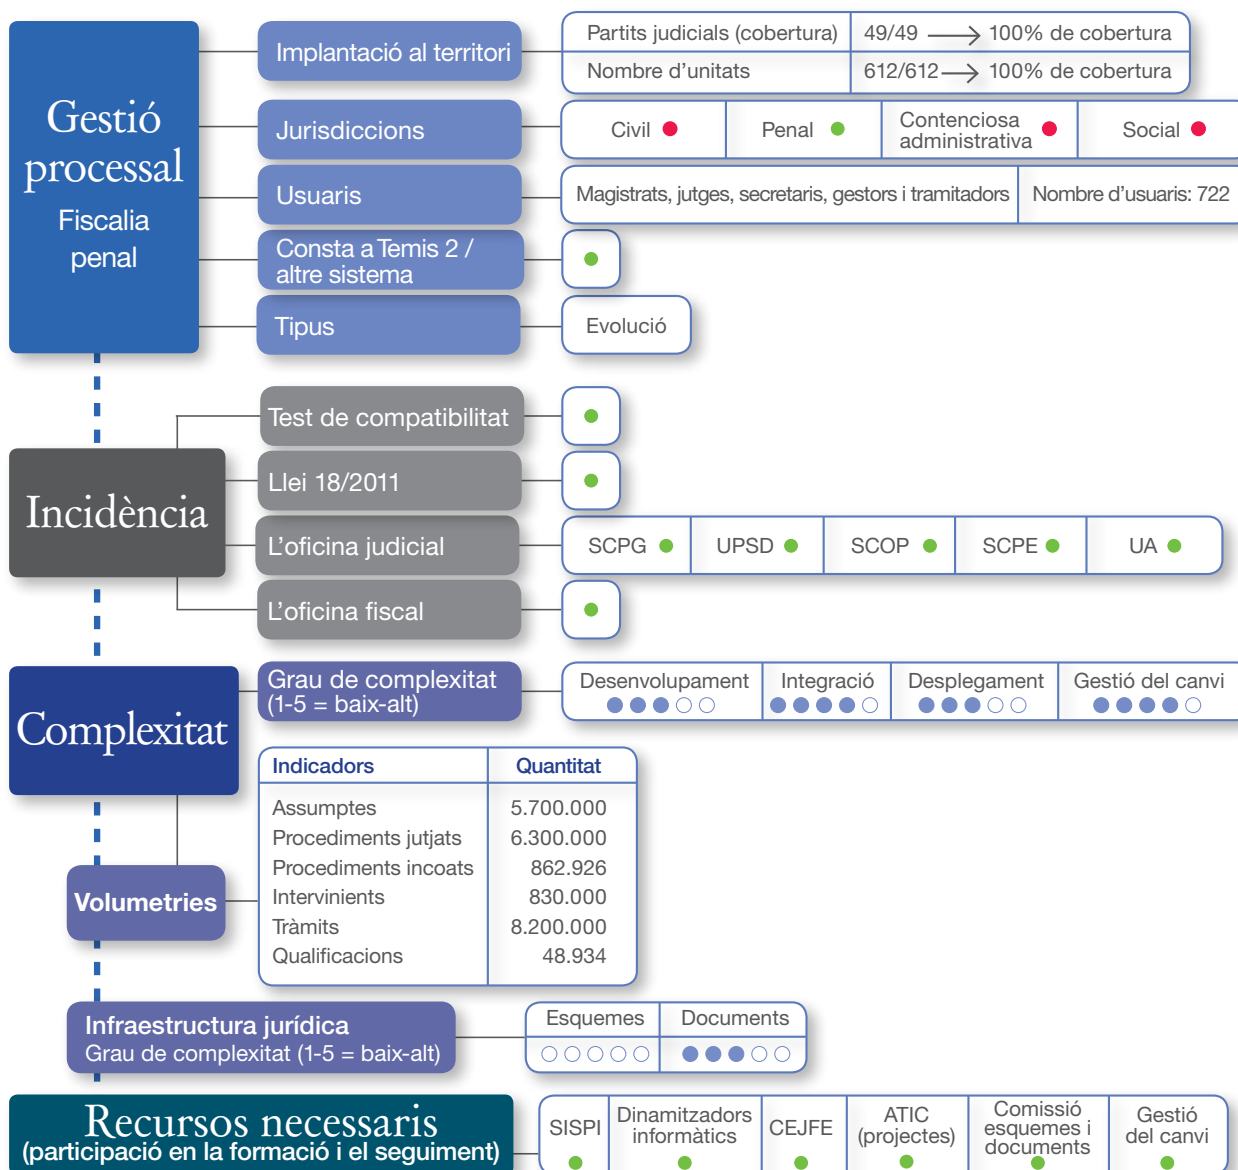 Gestió
processal
Fiscalia
penal
Implantació al territori
Partits judicials (cobertura) 49/49 → 100% de cobertura
Nombre d'unitats 612/612 → 100% de cobertura
Jurisdiccions
Civil
Penal
Contenciosa
administrativa
Social
Usuaris
Magistrats, jutges, secretaris, gestors i tramitadors
Nombre d'usuaris: 722
Consta a Temis 2 /
altre sistema
Tipus
Evolució
Incidència
Test de compatibilitat
Llei 18/2011
L'oficina judicial
SCPG
UPSD
SCOP
SCPE
UA
L'oficina fiscal
Complexitat
Grau de complexitat
(1-5 = baix-alt)
Desenvolupament
Integració
Desplegament
Gestió del canvi
Volumetries
Indicadors Quantitat
Assumptes 5.700.000
Procediments jutjats 6.300.000
Procediments incoats 862.926
Intervinients 830.000
Tràmits 8.200.000
Qualificacions 48.934
Infraestructura jurídica
Grau de complexitat (1-5 = baix-alt)
Esquemes
Documents
Recursos necessaris
(participació en la formació i el seguiment)
SISPI
Dinamitzadors
informàtics
CEJFE
ATIC
(projectes)
Comissió
esquemes i
documents
Gestió
del canvi